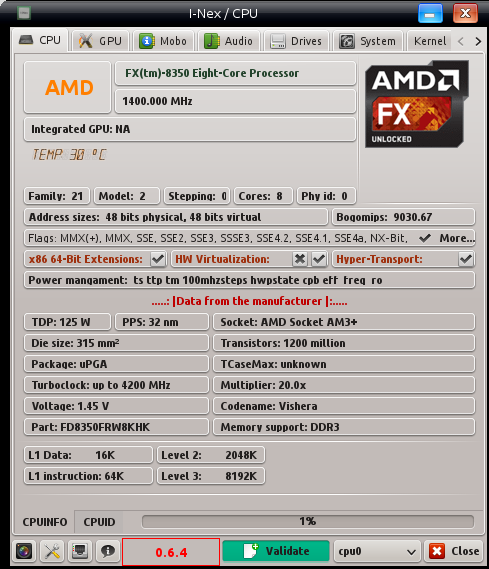 I-Nex / CPU
CPU GPU Mobo Audio Drives System Kernel
AMD
FX(tm)-8350 Eight-Core Processor
1400.000 MHz
Integrated GPU: NA
TEMP: 30 ºC
AMD
FX
UNLOCKED
Family: 21 Model: 2 Stepping: 0 Cores: 8 Phy id: 0
Address sizes: 48 bits physical, 48 bits virtual Bogomips: 9030.67
Flags: MMX(+), MMX, SSE, SSE2, SSE3, SSSE3, SSE4.2, SSE4.1, SSE4a, NX-Bit, More...
x86 64-Bit Extensions: HW Virtualization: Hyper-Transport:
Power mangament: ts ttp tm 100mhzsteps hwpstate cpb eff_freq_ro
.....: |Data from the manufacturer |:.....
TDP: 125 W PPS: 32 nm Socket: AMD Socket AM3+
Die size: 315 mm² Transistors: 1200 million
Package: uPGA TCaseMax: unknown
Turboclock: up to 4200 MHz Multiplier: 20.0x
Voltage: 1.45 V Codename: Vishera
Part: FD8350FRW8KHK Memory support: DDR3
L1 Data: 16K Level 2: 2048K
L1 instruction: 64K Level 3: 8192K
CPUINFO CPUID 1%
0.6.4 Validate cpu0 Close